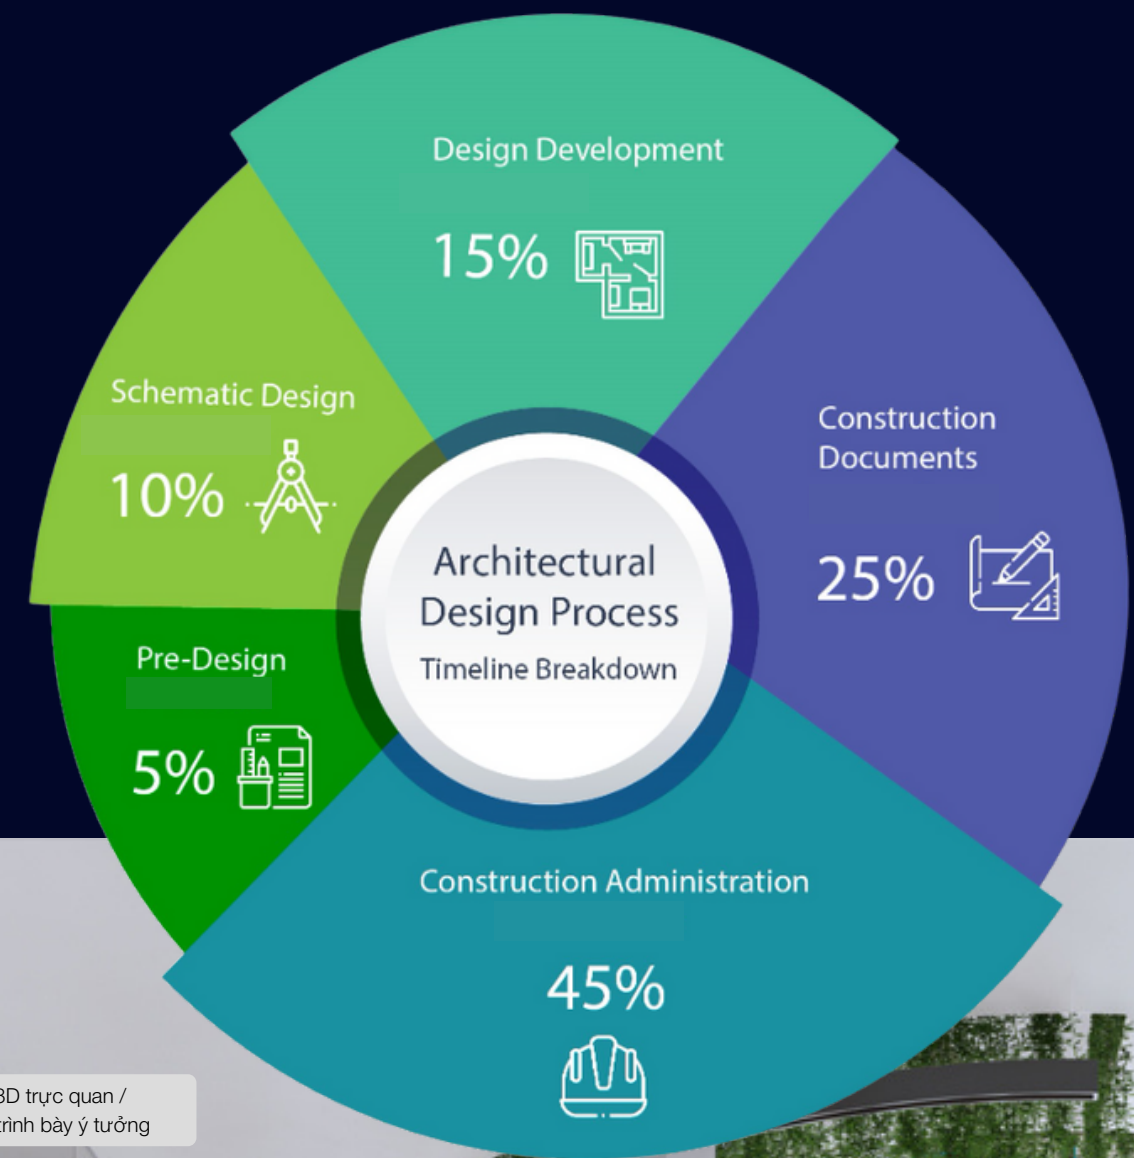 Design Development
15%
Schematic Design
10%
Construction
Documents
25%
Architectural
Design Process
Timeline Breakdown
Pre-Design
5%
Construction Administration
45%
3D trực quan /
trình bày ý tưởng